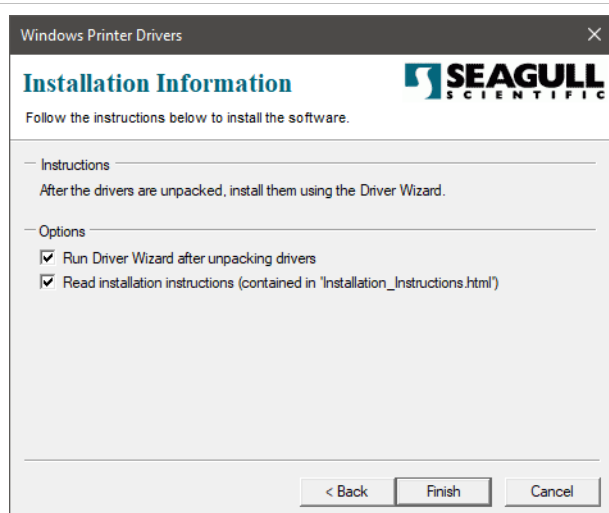 Windows Printer Drivers
Installation Information
SEAGULL
SCIENTIFIC
Follow the instructions below to install the software.
Instructions
After the drivers are unpacked, install them using the Driver Wizard.
Options
Run Driver Wizard after unpacking drivers
Read installation instructions (contained in 'Installation_Instructions.html')
< Back Finish Cancel